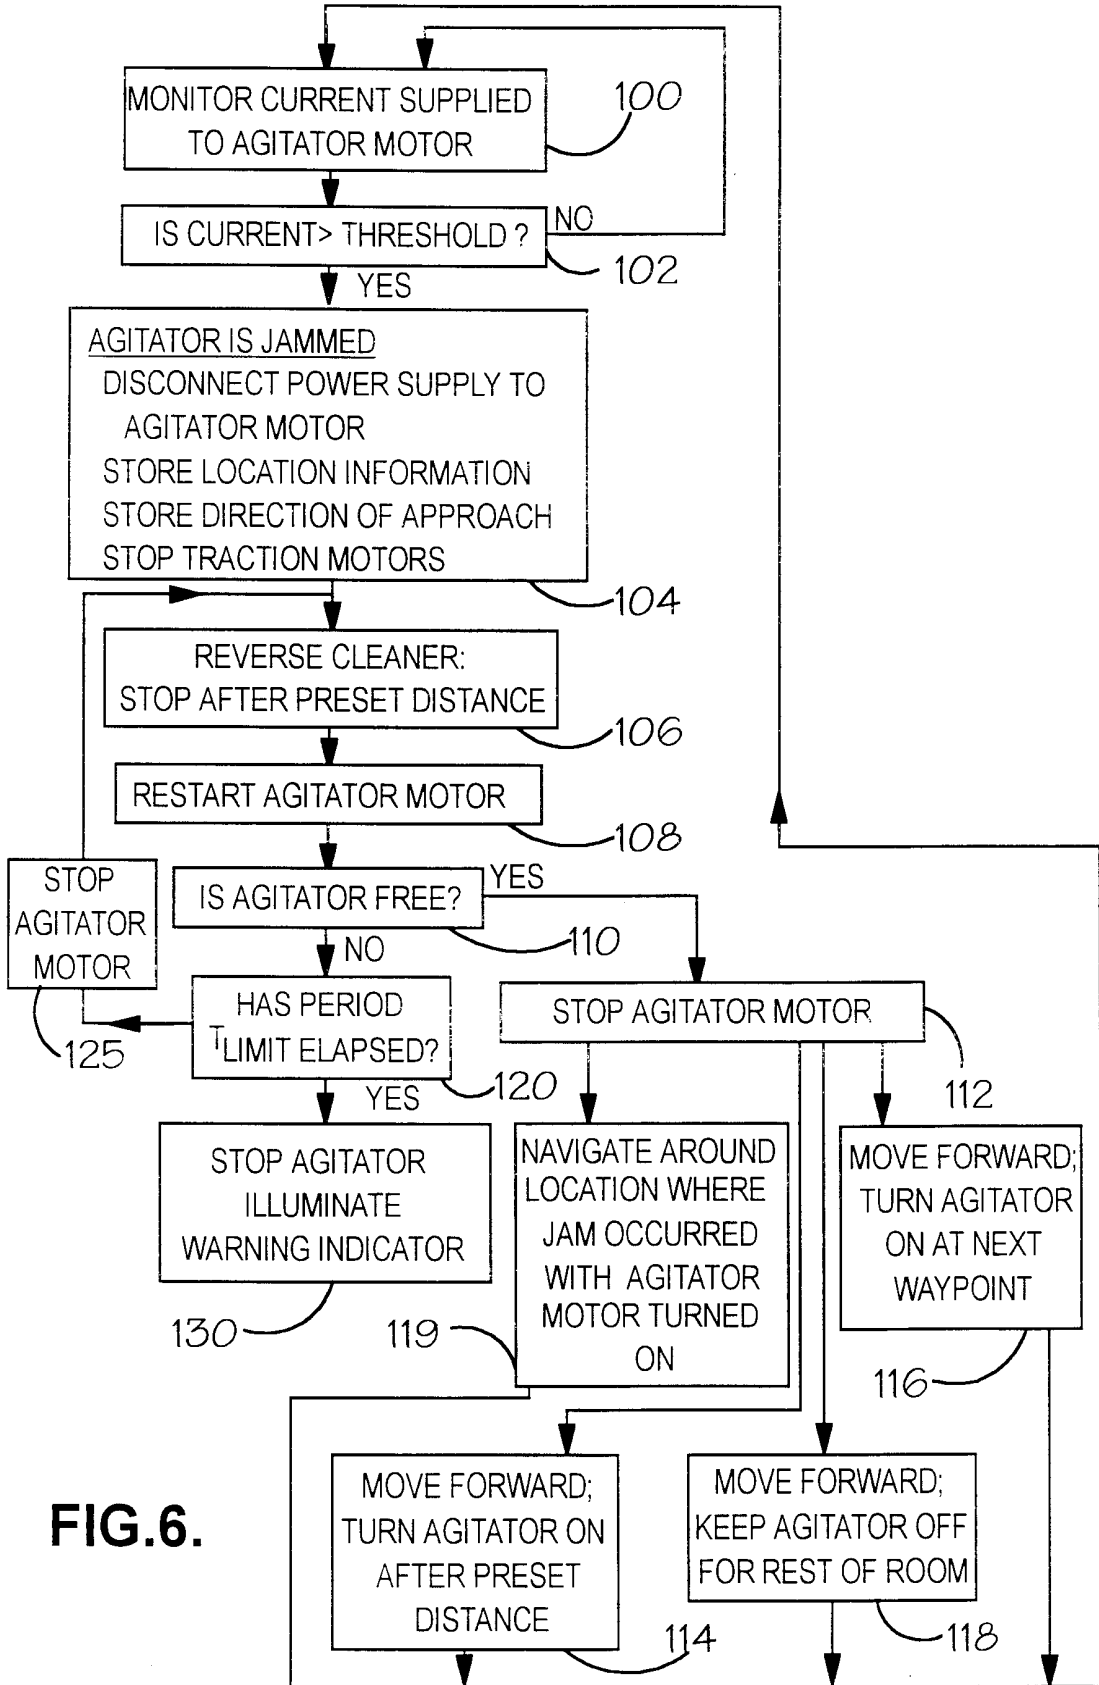 MONITOR CURRENT SUPPLIED
TO AGITATOR MOTOR
100
IS CURRENT> THRESHOLD ?
NO
102
YES
AGITATOR IS JAMMED
DISCONNECT POWER SUPPLY TO
AGITATOR MOTOR
STORE LOCATION INFORMATION
STORE DIRECTION OF APPROACH
STOP TRACTION MOTORS
104
REVERSE CLEANER:
STOP AFTER PRESET DISTANCE
106
RESTART AGITATOR MOTOR
108
IS AGITATOR FREE?
YES
110
NO
STOP
AGITATOR
MOTOR
125
HAS PERIOD
TLIMIT ELAPSED?
120
YES
STOP AGITATOR
ILLUMINATE
WARNING INDICATOR
130
STOP AGITATOR MOTOR
112
NAVIGATE AROUND
LOCATION WHERE
JAM OCCURRED
WITH AGITATOR
MOTOR TURNED
ON
119
MOVE FORWARD;
TURN AGITATOR
ON AT NEXT
WAYPOINT
116
MOVE FORWARD;
TURN AGITATOR ON
AFTER PRESET
DISTANCE
114
MOVE FORWARD;
KEEP AGITATOR OFF
FOR REST OF ROOM
118
FIG.6.